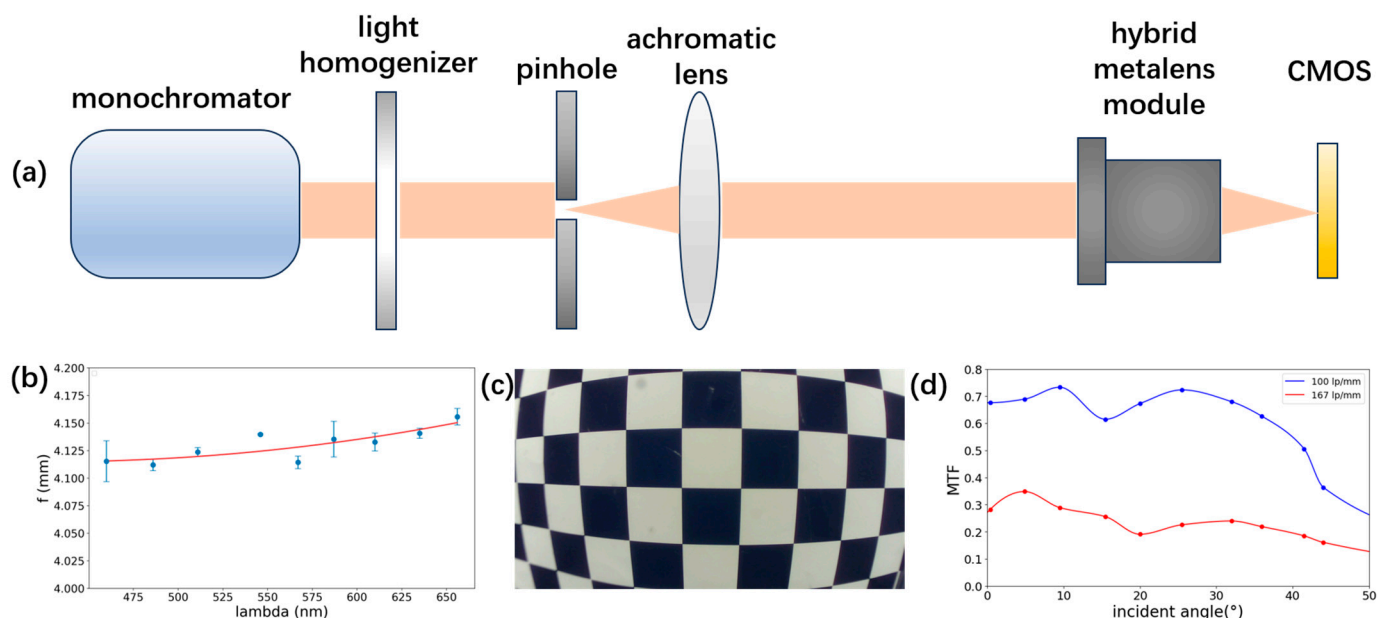 monochromator
light
homogenizer
pinhole
achromatic
lens
hybrid
metalens
module
CMOS
(a)
(b)
4.200
4.175
4.150
4.125
4.100
4.075
4.050
4.025
4.000
f (mm)
475 500 525 550 575 600 625 650
lambda (nm)
(c)
(d)
0.8
0.7
0.6
0.5
0.4
0.3
0.2
0.1
0.0
MTF
100 lp/mm
167 lp/mm
0 10 20 30 40 50
incident angle(°)